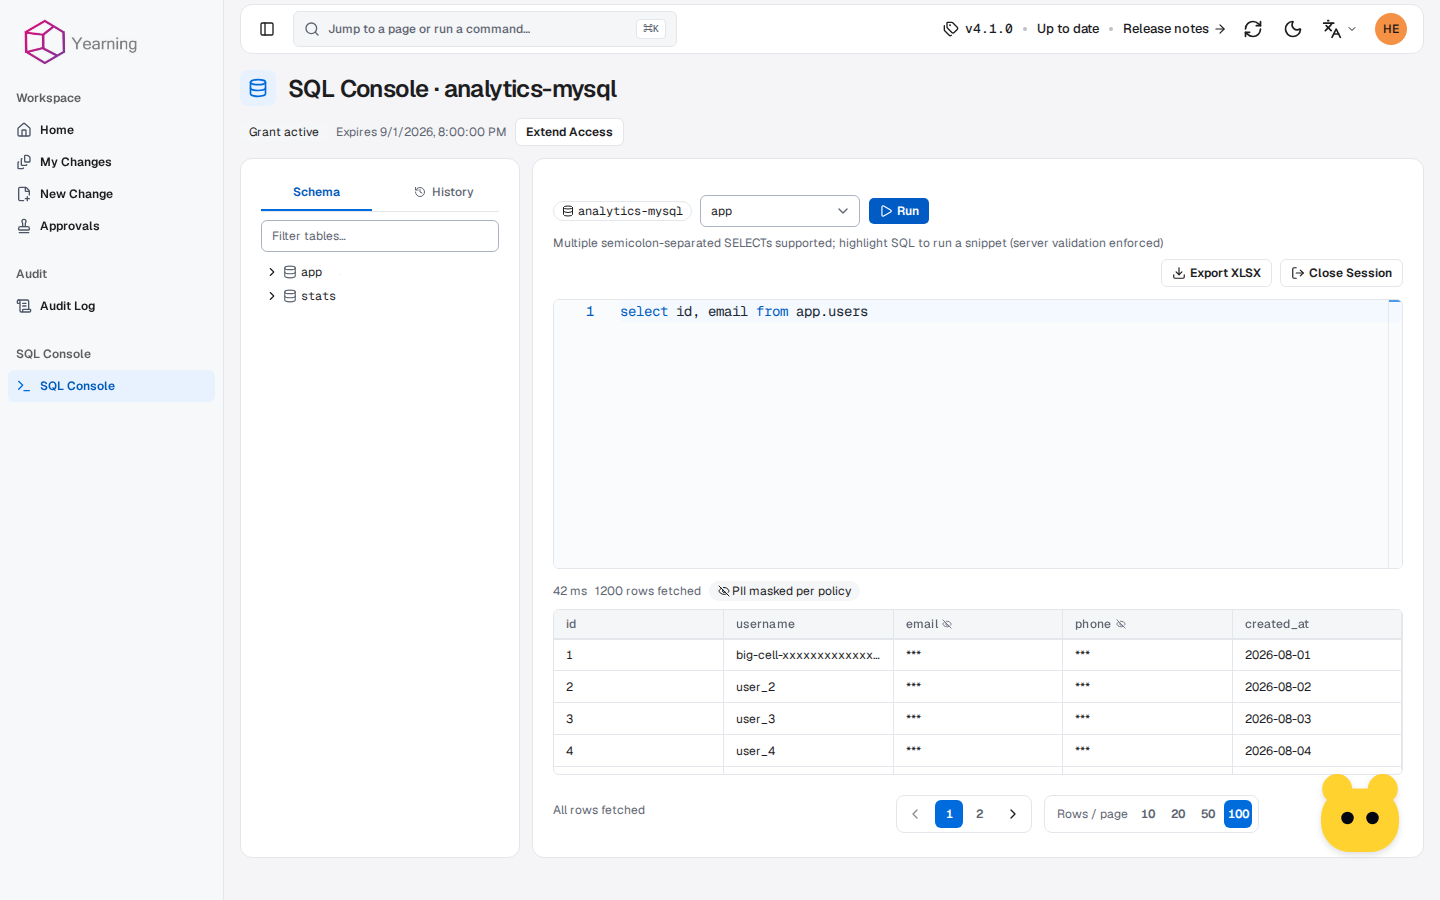 Yearning
Workspace
Home
My Changes
New Change
Approvals
Audit
Audit Log
SQL Console
SQL Console
Jump to a page or run a command...
⌘K
v4.1.0 • Up to date • Release notes →
HE
SQL Console · analytics-mysql
Grant active
Expires 9/1/2026, 8:00:00 PM
Extend Access
Schema
History
Filter tables...
app
stats
analytics-mysql
app
Run
Multiple semicolon-separated SELECTs supported; highlight SQL to run a snippet (server validation enforced)
Export XLSX
Close Session
1 select id, email from app.users
42 ms 1200 rows fetched PII masked per policy
id username email phone created_at
1 big-cell-xxxxxxxxxxxxx... *** *** 2026-08-01
2 user_2 *** *** 2026-08-02
3 user_3 *** *** 2026-08-03
4 user_4 *** *** 2026-08-04
All rows fetched
1 2
Rows / page 10 20 50 100